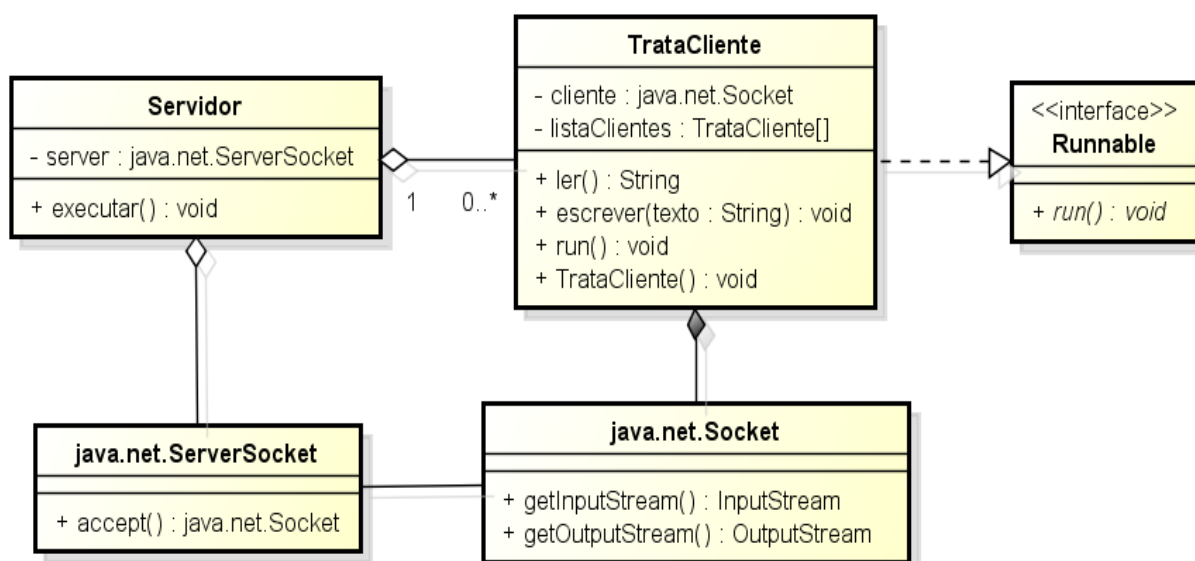 Servidor
- server : java.net.ServerSocket
+ executar() : void
1
0..*
TrataCliente
- cliente : java.net.Socket
- listaClientes : TrataCliente[]
+ ler() : String
+ escrever(texto : String) : void
+ run() : void
+ TrataCliente() : void
<<interface>>
Runnable
+ run() : void
java.net.ServerSocket
+ accept() : java.net.Socket
java.net.Socket
+ getInputStream() : InputStream
+ getOutputStream() : OutputStream